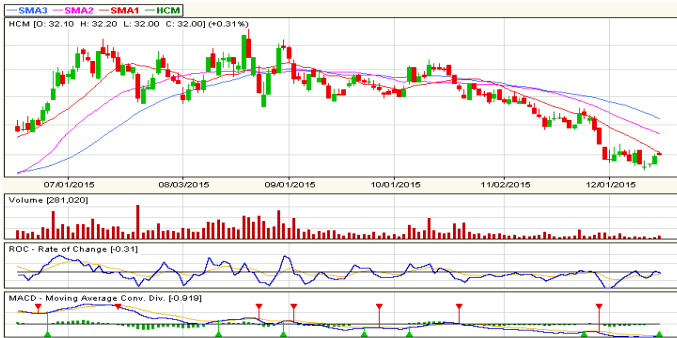 SMA3 SMA2 SMA1 HCM
HCM [O: 32.10 H: 32.20 L: 32.00 C: 32.00] (+0.31%)
07/01/2015 08/03/2015 09/01/2015 10/01/2015 11/02/2015 12/01/2015
Volume [281,020]
ROC - Rate of Change [-0.31]
MACD - Moving Average Conv. Div. [-0.919]